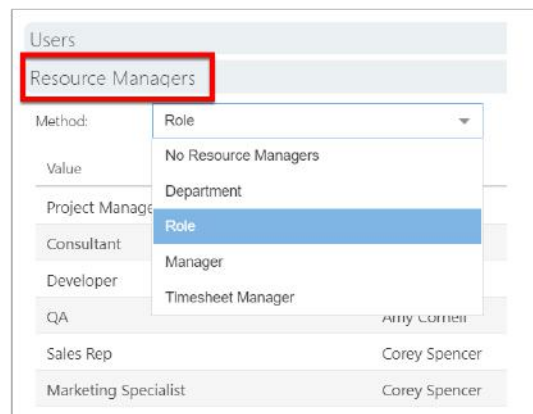 Users
Resource Managers
Method: Role
No Resource Managers
Value
Department
Project Manage
Role
Consultant
Manager
Developer
Timesheet Manager
QA Amy Cornell
Sales Rep Corey Spencer
Marketing Specialist Corey Spencer